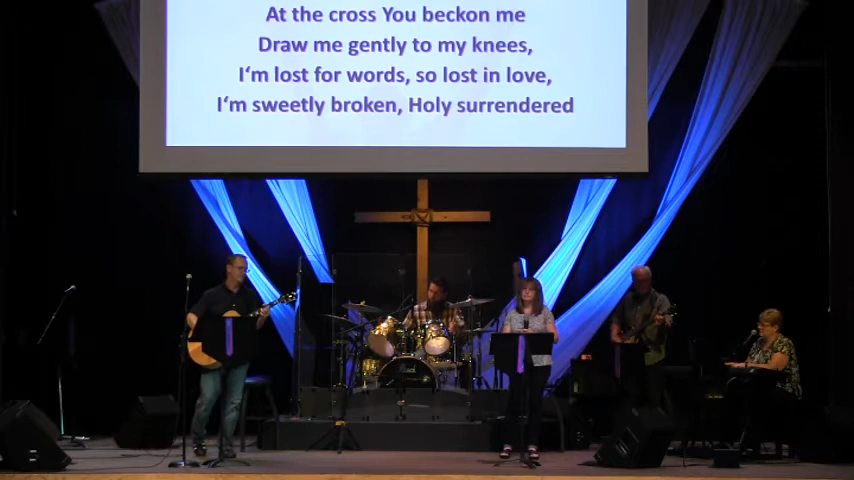 At the cross You beckon me
Draw me gently to my knees,
I'm lost for words, so lost in love,
I'm sweetly broken, Holy surrendered